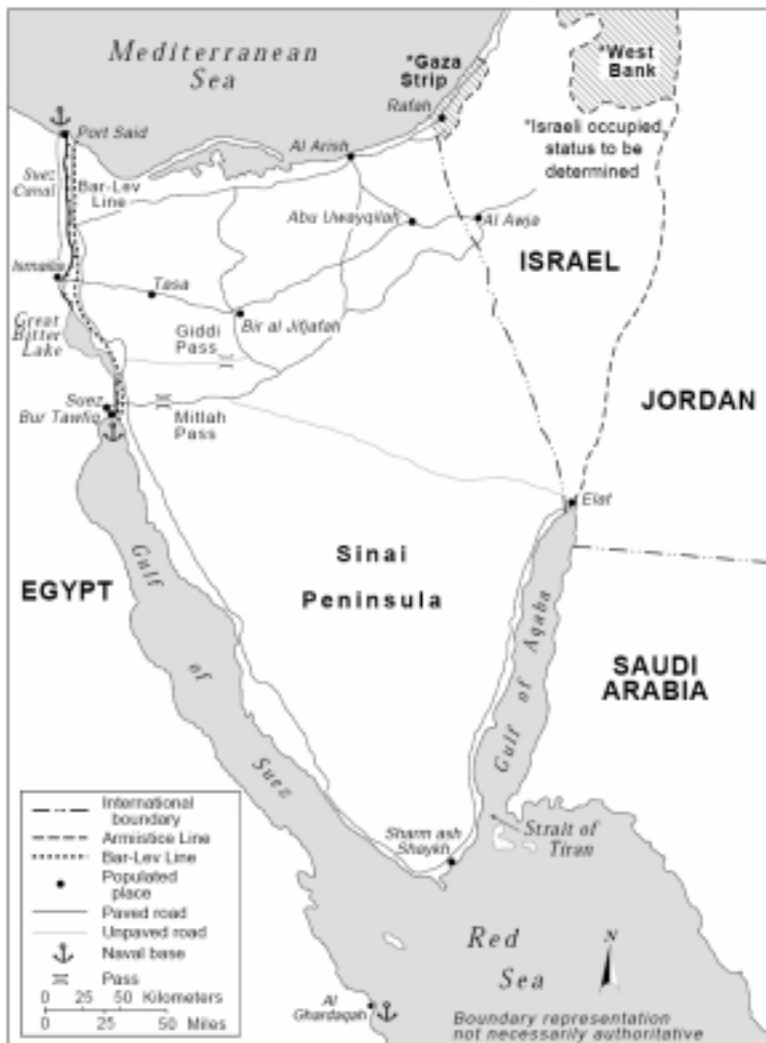 Mediterranean
Sea
*Gaza
Strip
*West
Bank
Rafah
Port Said
*Israeli occupied,
status to be
determined
Al Arish
Suez
Canal
Bar-Lev
Line
Abu Uwayqilah
Al Awja
ISRAEL
Ismailia
Tasa
Great
Bitter
Lake
Giddi
Pass
Bir al Jifjafah
Suez
Bur Tawfiq
Mitlah
Pass
JORDAN
Elat
Sinai
Peninsula
EGYPT
Gulf
of
Suez
Gulf of Aqaba
SAUDI
ARABIA
International
boundary
Armiistice Line
Bar-Lev Line
Populated
place
Paved road
Unpaved road
Naval base
Pass
0 25 50 Kilometers
0 25 50 Miles
Sharm ash
Shaykh
Strait of
Tiran
Red
Sea
N
Al
Ghardaqah
Boundary representation
not necessarily authoritative